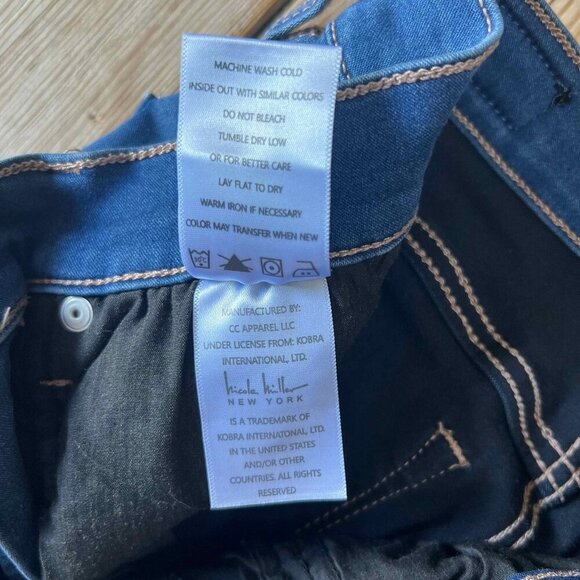 MACHINE WASH COLD
INSIDE OUT WITH SIMILAR COLORS
DO NOT BLEACH
TUMBLE DRY LOW
OR FOR BETTER CARE
LAY FLAT TO DRY
WARM IRON IF NECESSARY
COLOR MAY TRANSFER WHEN NEW
30°C
MANUFACTURED BY:
CC APPAREL LLC
UNDER LICENSE FROM: KOBRA
INTERNATIONAL, LTD.
nicole miller
NEW YORK
IS A TRADEMARK OF
KOBRA INTERNATONAL, LTD.
IN THE UNITED STATES
AND/OR OTHER
COUNTRIES. ALL RIGHTS
RESERVED